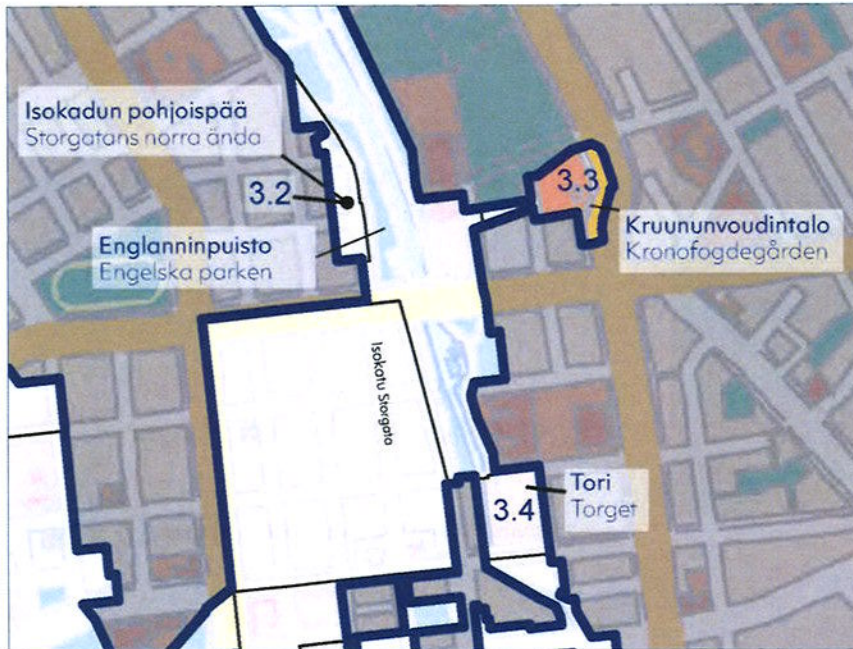 Isokadun pohjoispää
Storgatans norra ända
3.2
Englanninpuisto
Engelska parken
3.3
Kruununvoudintalo
Kronofogdegården
Isokatu Storgata
Tori
Torget
3.4